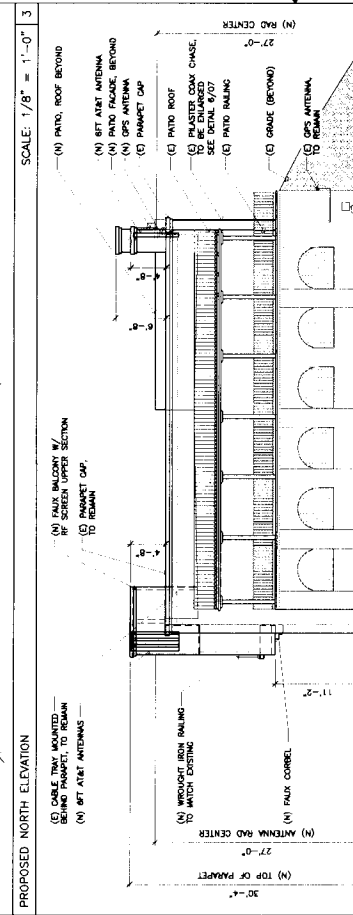 PROPOSED NORTH ELEVATION
SCALE: 1/8" = 1'-0"
3
(E) CABLE TRAY MOUNTED
BEHIND PARAPET, TO REMAIN
(N) 6FT AT&T ANTENNAS
(N) FAUX BALCONY W/
RF SCREEN UPPER SECTION
(E) PARAPET CAP,
TO REMAIN
(N) PATIO, ROOF BEYOND
(N) 6FT AT&T ANTENNA
(N) PATIO FACADE, BEYOND
(N) GPS ANTENNA
(E) PARAPET CAP
(E) PATIO ROOF
(E) PILASTER COAX CHASE,
TO BE ENLARGED
SEE DETAIL 6/07
(E) PATIO RAILING
(E) GRADE (BEYOND)
(E) GPS ANTENNA,
TO REMAIN
(N) WROUGHT IRON RAILING
TO MATCH EXISTING
(N) FAUX CORBEL
4'-8"
6'-8"
4'-8"
11'-2"
27'-0"
(N) RAD CENTER
27'-0"
(N) ANTENNA RAD CENTER
30'-4"
(N) TOP OF PARAPET